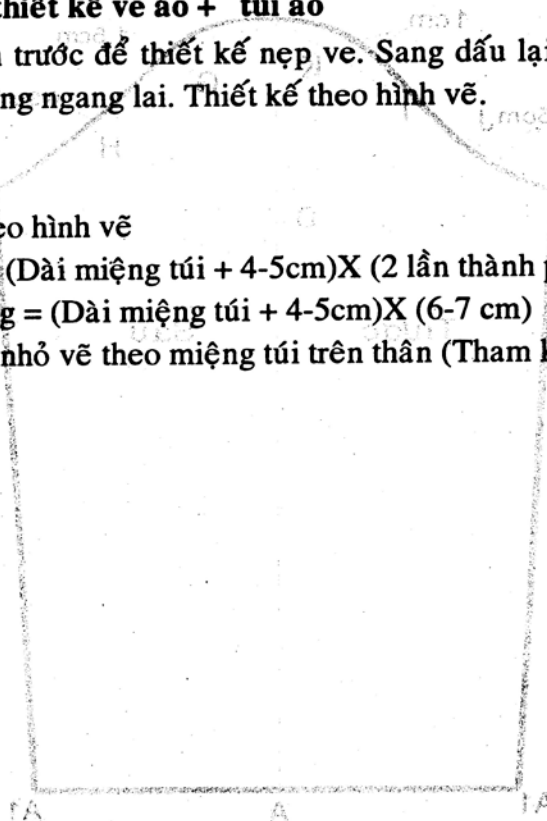 thiết kế ve áo + túi áo
trước để thiết kế nẹp ve. Sang dấu lại
ng ngang lai. Thiết kế theo hình vẽ.
eo hình vẽ
(Dài miệng túi + 4-5cm)X (2 lần thành
g = (Dài miệng túi + 4-5cm)X (6-7 cm)
nhỏ vẽ theo miệng túi trên thân (Tham
A